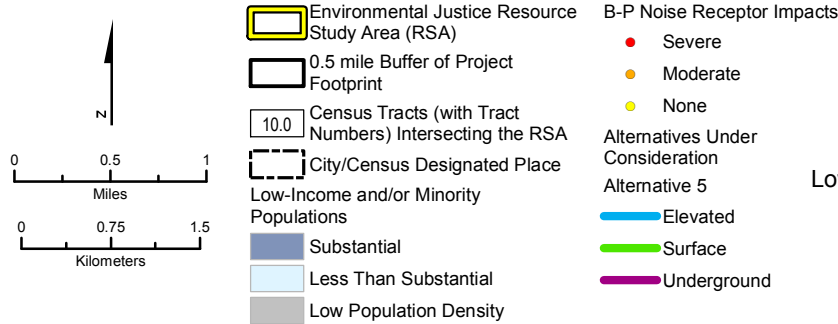 N
0 0.5 1
Miles
0 0.75 1.5
Kilometers
Environmental Justice Resource
Study Area (RSA)
0.5 mile Buffer of Project
Footprint
10.0
Census Tracts (with Tract
Numbers) Intersecting the RSA
City/Census Designated Place
Low-Income and/or Minority
Populations
Substantial
Less Than Substantial
Low Population Density
B-P Noise Receptor Impacts
Severe
Moderate
None
Alternatives Under
Consideration
Alternative 5
Elevated
Surface
Underground